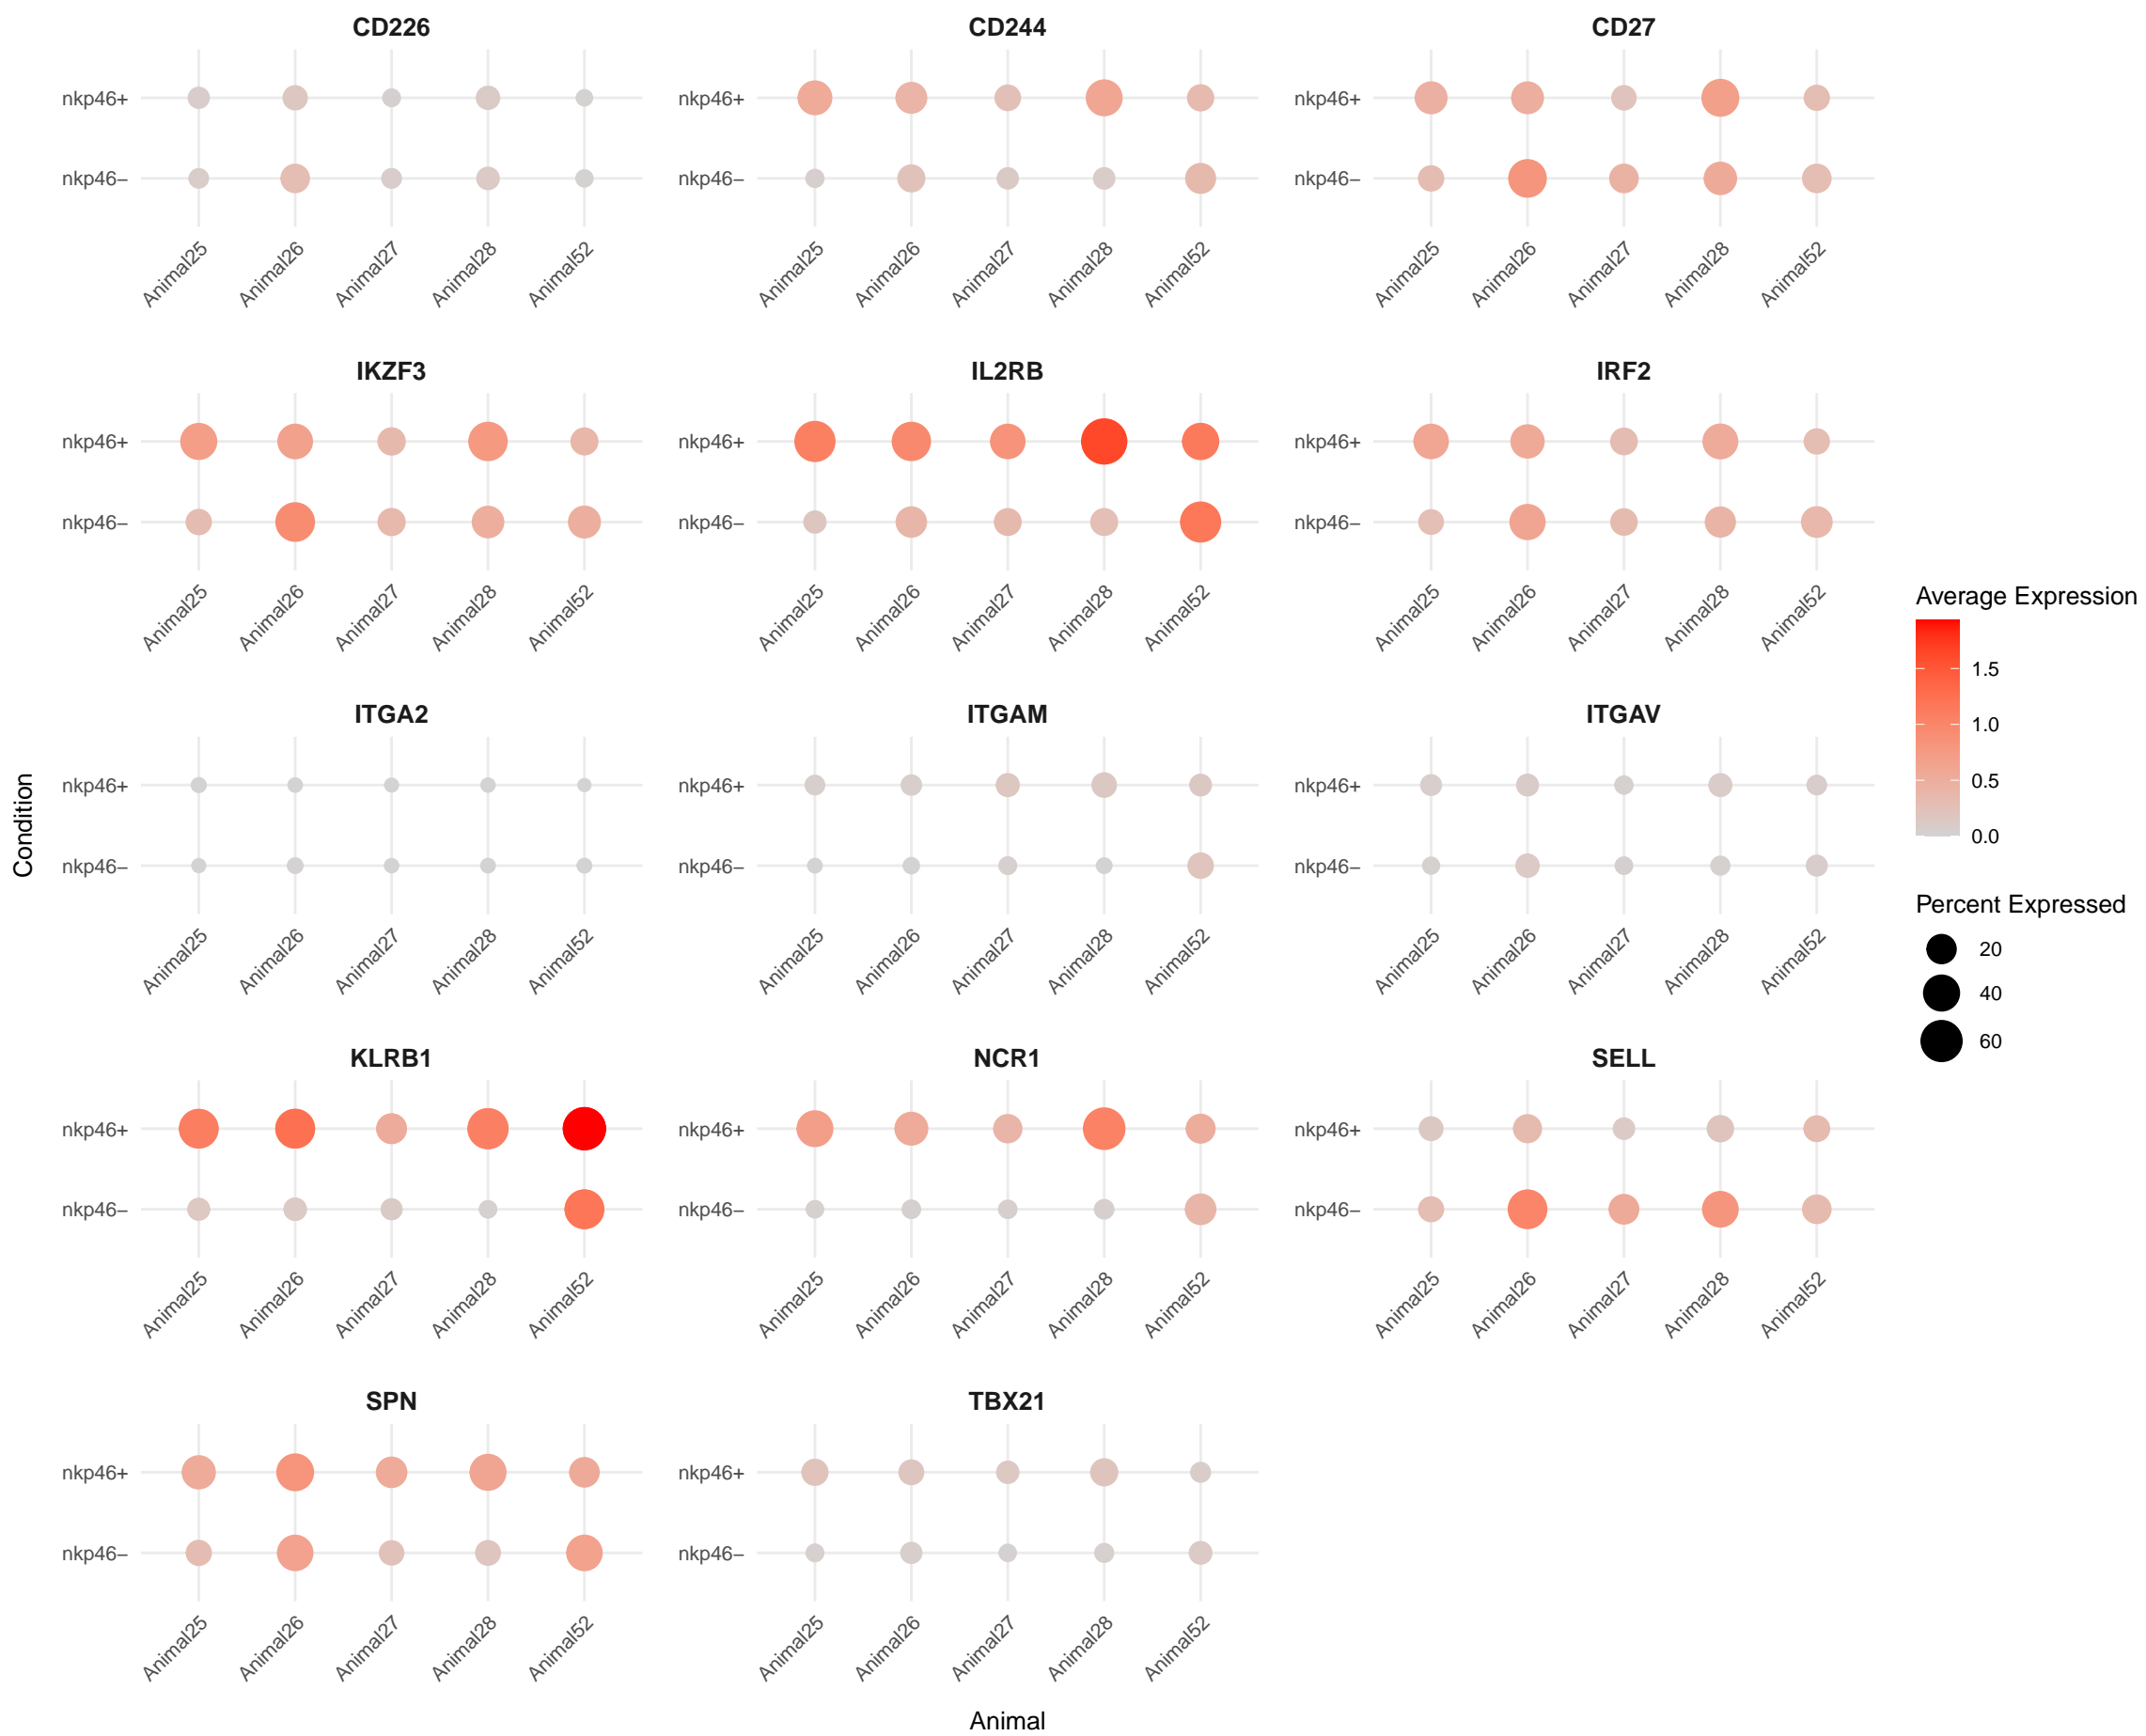 CD226
CD244
CD27
nkp46+
nkp46–
Animal25
Animal26
Animal27
Animal28
Animal52
nkp46+
nkp46–
Animal25
Animal26
Animal27
Animal28
Animal52
nkp46+
nkp46–
Animal25
Animal26
Animal27
Animal28
Animal52
IKZF3
IL2RB
IRF2
nkp46+
nkp46–
Animal25
Animal26
Animal27
Animal28
Animal52
nkp46+
nkp46–
Animal25
Animal26
Animal27
Animal28
Animal52
nkp46+
nkp46–
Animal25
Animal26
Animal27
Animal28
Animal52
ITGA2
ITGAM
ITGAV
nkp46+
nkp46–
Animal25
Animal26
Animal27
Animal28
Animal52
nkp46+
nkp46–
Animal25
Animal26
Animal27
Animal28
Animal52
nkp46+
nkp46–
Animal25
Animal26
Animal27
Animal28
Animal52
KLRB1
NCR1
SELL
nkp46+
nkp46–
Animal25
Animal26
Animal27
Animal28
Animal52
nkp46+
nkp46–
Animal25
Animal26
Animal27
Animal28
Animal52
nkp46+
nkp46–
Animal25
Animal26
Animal27
Animal28
Animal52
SPN
TBX21
nkp46+
nkp46–
Animal25
Animal26
Animal27
Animal28
Animal52
nkp46+
nkp46–
Animal25
Animal26
Animal27
Animal28
Animal52
Condition
Animal
Average Expression
1.5
1.0
0.5
0.0
Percent Expressed
20
40
60